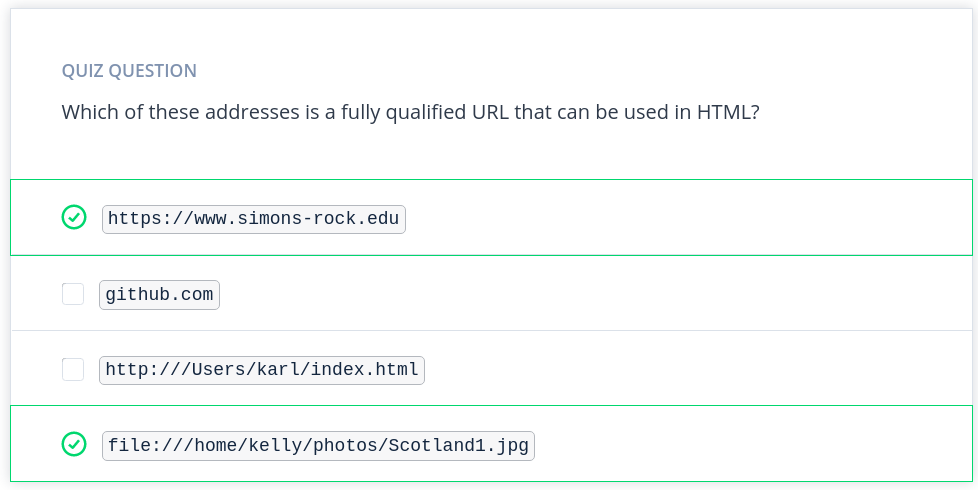 QUIZ QUESTION
Which of these addresses is a fully qualified URL that can be used in HTML?
https://www.simons-rock.edu
github.com
http:///Users/karl/index.html
file:///home/kelly/photos/Scotland1.jpg